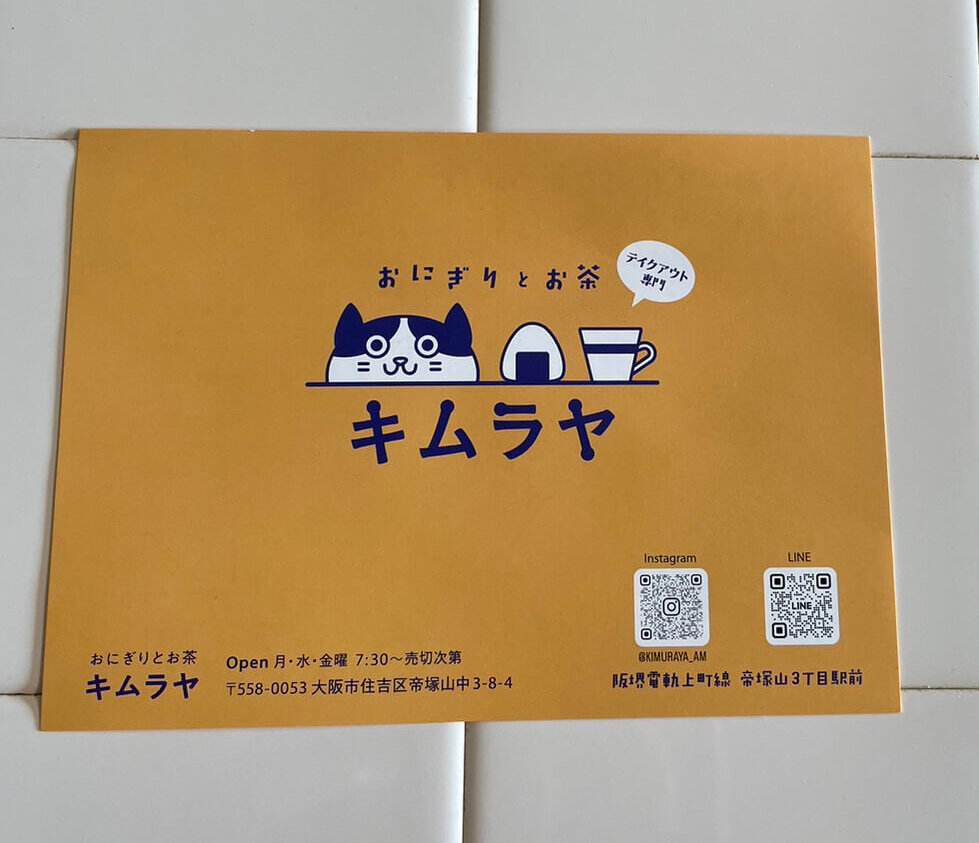 おにぎりとお茶
テイクアウト
専門
キムラヤ
Instagram
LINE
LINE
@KIMURAYA_AM
おにぎりとお茶
キムラヤ
Open 月・水・金曜 7:30～売切次第
〒558-0053 大阪市住吉区帝塚山中3-8-4
阪堺電軌上町線 帝塚山3丁目駅前